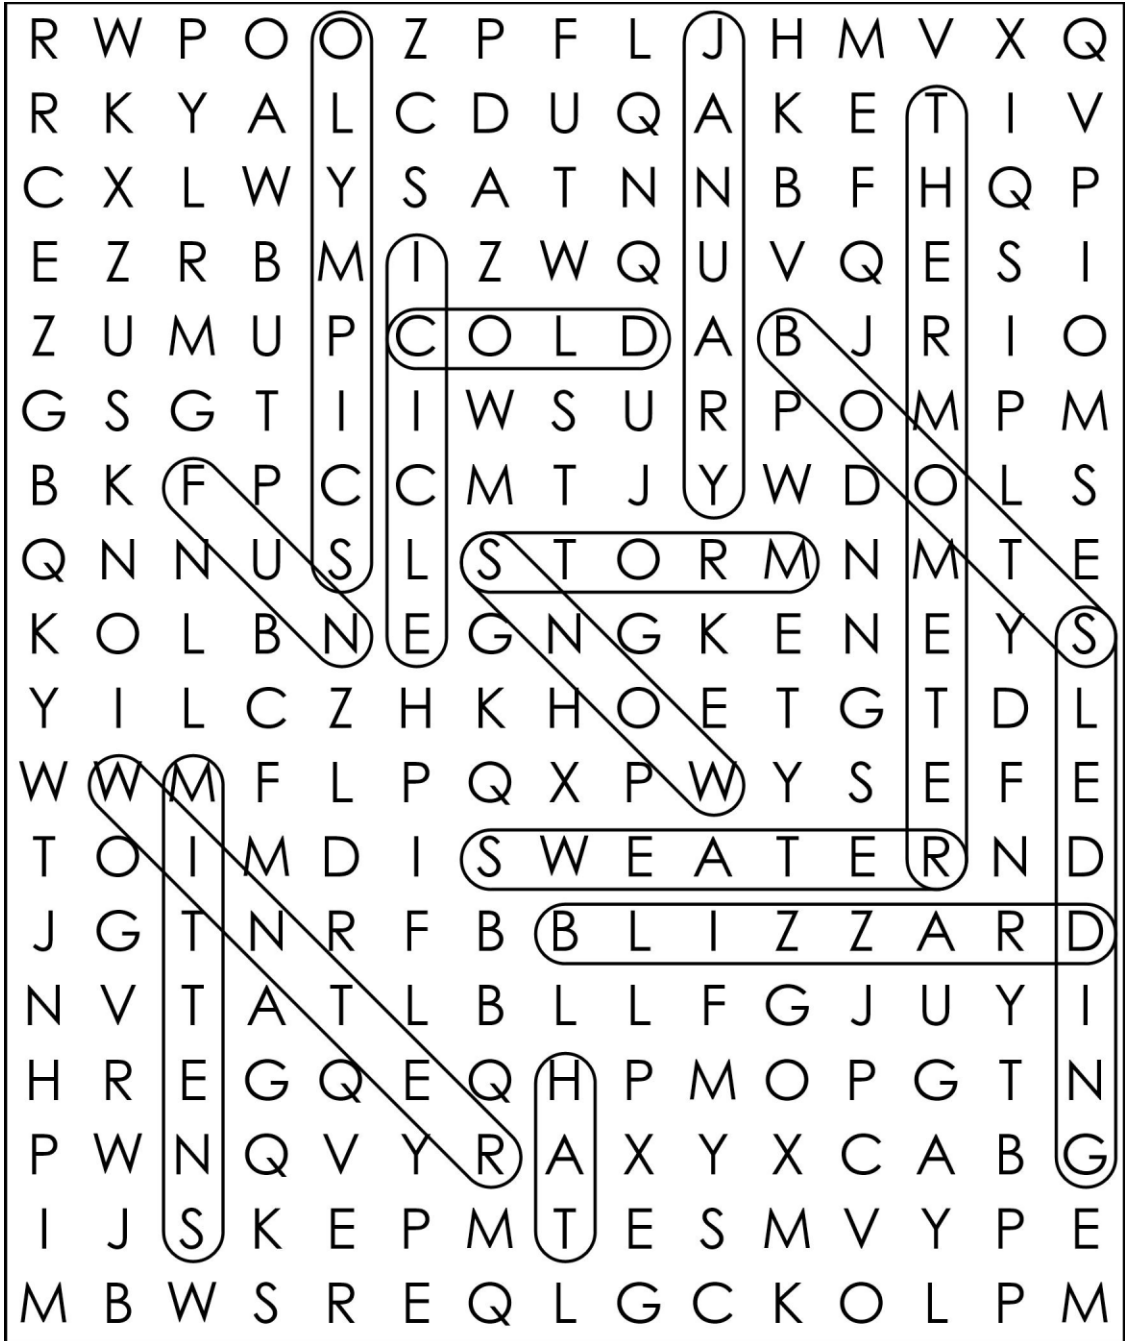 R W P O O Z P F L J H M V X Q
R K Y A L C D U Q A K E T I V
C X L W Y S A T N N B F H Q P
E Z R B M I Z W Q U V Q E S I
Z U M U P C O L D A B J R I O
G S G T I I W S U R P O M P M
B K F P C C M T J Y W D O L S
Q N N U S L S T O R M N M T E
K O L B N E G N G K E N E Y S
Y I L C Z H K H O E T G T D L
W W M F L P Q X P W Y S E F E
T O I M D I S W E A T E R N D
J G T N R F B B L I Z Z A R D
N V T A T L B L L F G J U Y I
H R E G Q E Q H P M O P G T N
P W N Q V Y R A X Y X C A B G
I J S K E P M T E S M V Y P E
M B W S R E Q L G C K O L P M